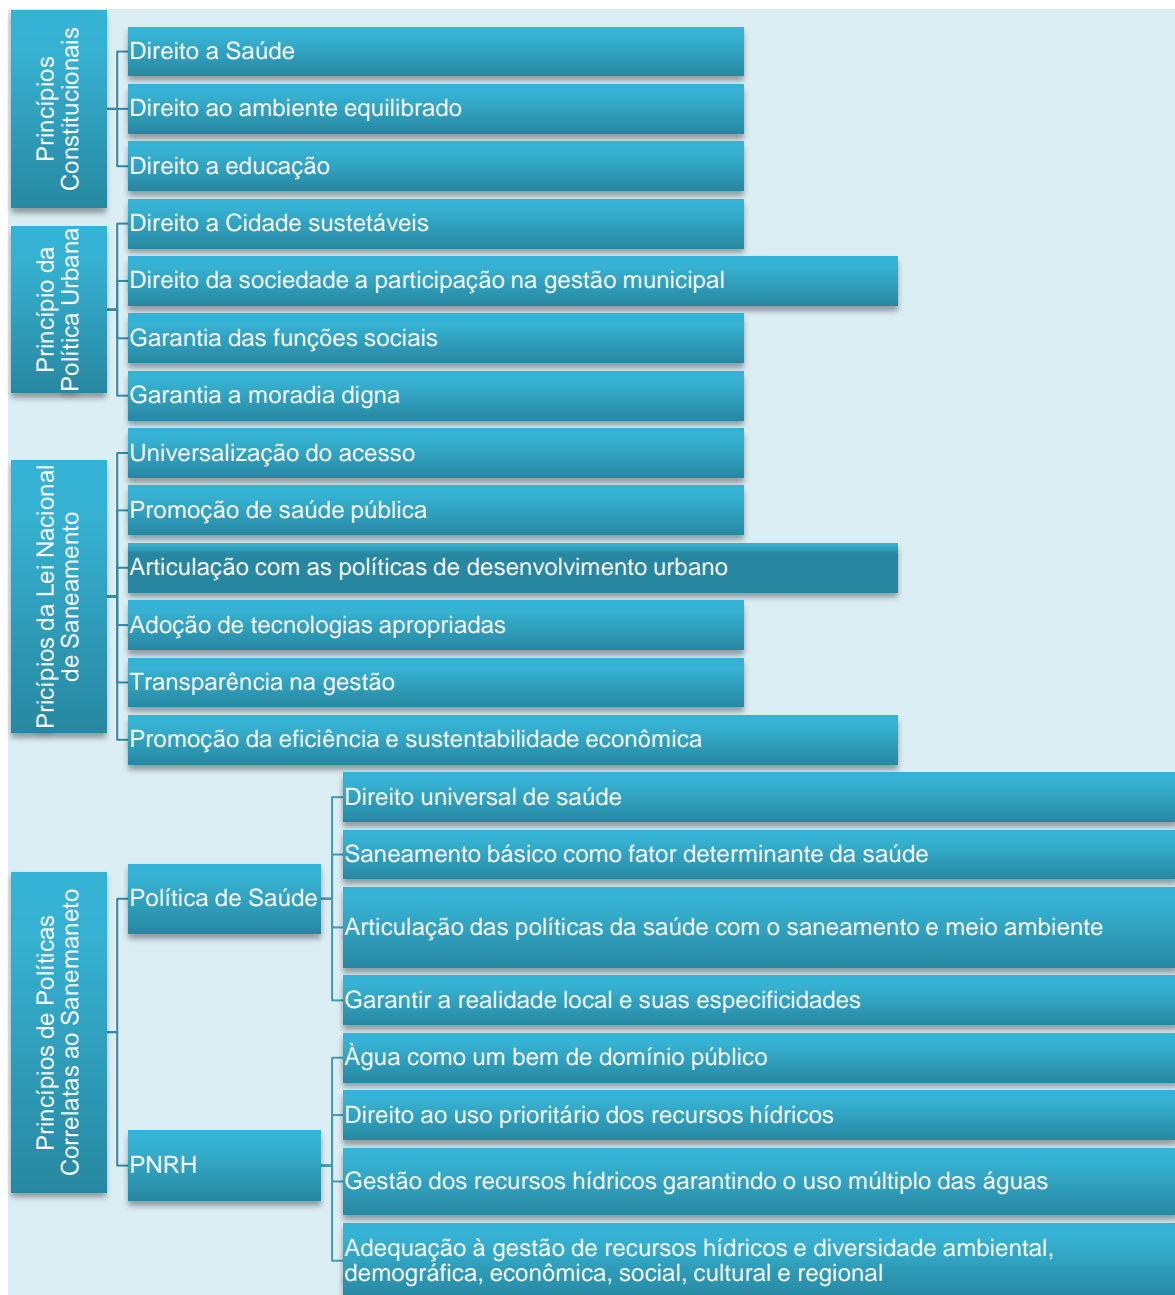 Princípios
Constitucionais
Direito a Saúde
Direito ao ambiente equilibrado
Direito a educação
Princípio da
Política Urbana
Direito a Cidade sustetáveis
Direito da sociedade a participação na gestão municipal
Garantia das funções sociais
Garantia a moradia digna
Pricípios da Lei Nacional
de Saneamento
Universalização do acesso
Promoção de saúde pública
Articulação com as políticas de desenvolvimento urbano
Adoção de tecnologias apropriadas
Transparência na gestão
Promoção da eficiência e sustentabilidade econômica
Princípios de Políticas
Correlatas ao Sanemaneto
Política de Saúde
Direito universal de saúde
Saneamento básico como fator determinante da saúde
Articulação das políticas da saúde com o saneamento e meio ambiente
Garantir a realidade local e suas especificidades
PNRH
Àgua como um bem de domínio público
Direito ao uso prioritário dos recursos hídricos
Gestão dos recursos hídricos garantindo o uso múltiplo das águas
Adequação à gestão de recursos hídricos e diversidade ambiental,
demográfica, econômica, social, cultural e regional